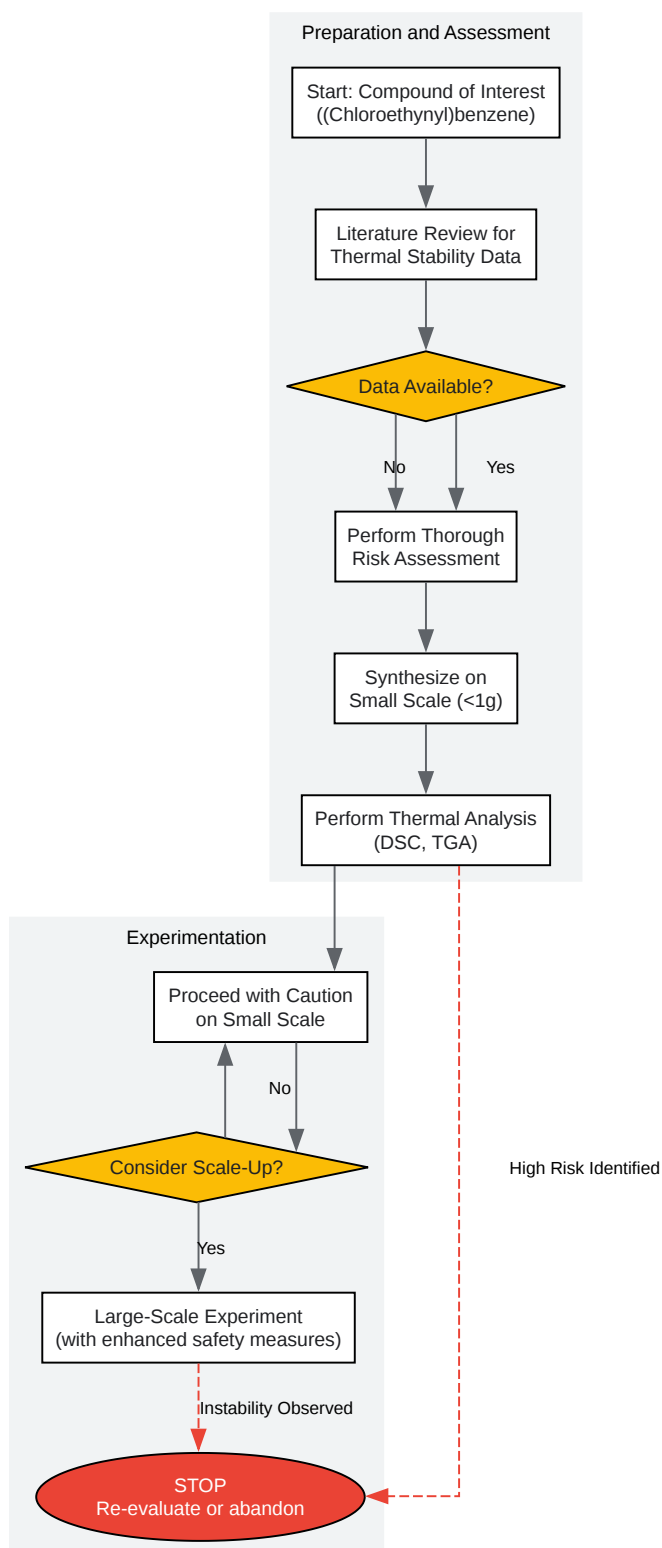 Preparation and Assessment
Start: Compound of Interest
((Chloroethynyl)benzene)
Literature Review for
Thermal Stability Data
Data Available?
No
Yes
Perform Thorough
Risk Assessment
Synthesize on
Small Scale (<1g)
Perform Thermal Analysis
(DSC, TGA)
Experimentation
Proceed with Caution
on Small Scale
No
Consider Scale-Up?
High Risk Identified
Yes
Large-Scale Experiment
(with enhanced safety measures)
Instability Observed
STOP
Re-evaluate or abandon